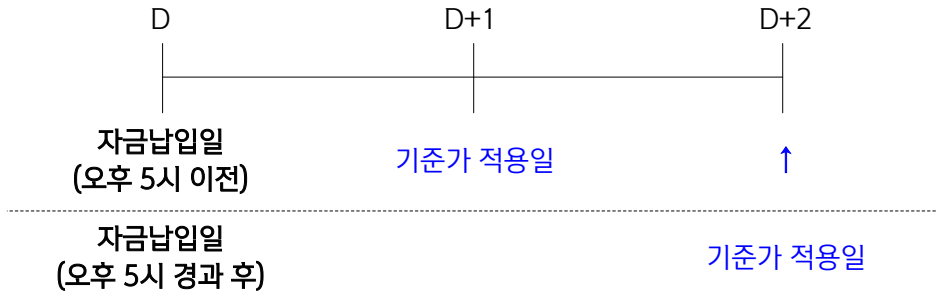 D D+1 D+2
자금납입일
(오후 5시 이전)
기준가 적용일
↑
자금납입일
(오후 5시 경과 후)
기준가 적용일